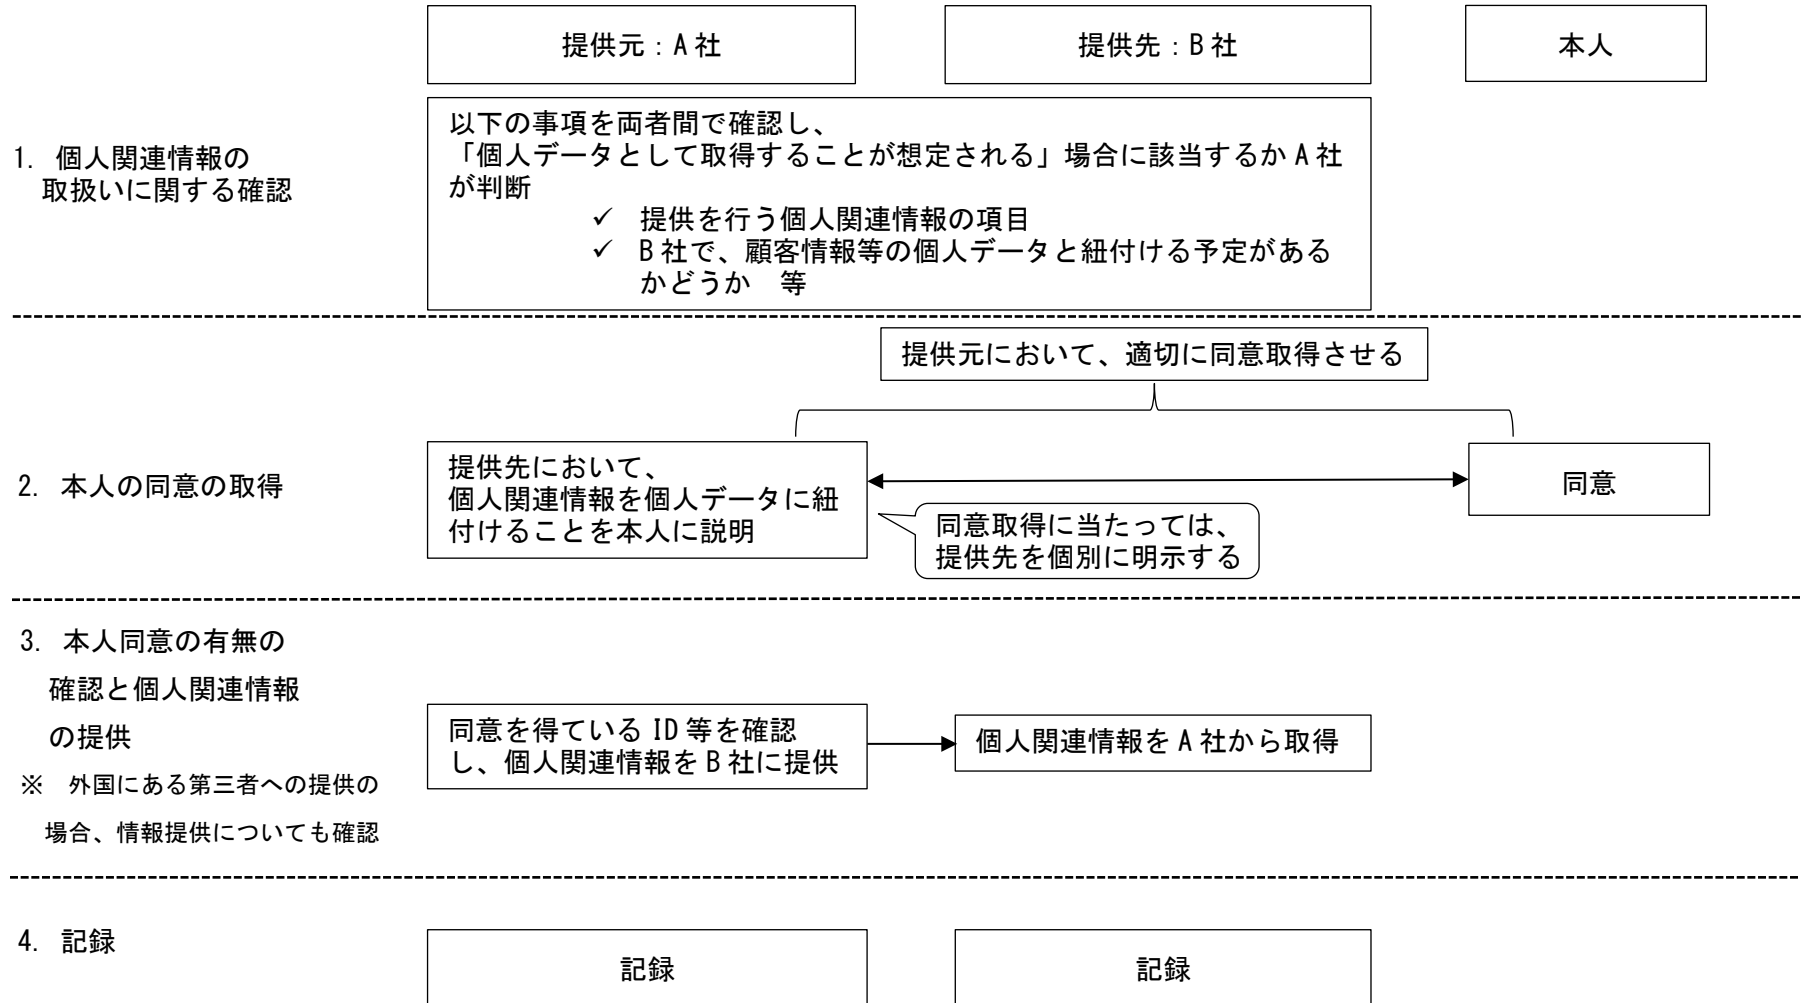 提供元：A社
提供先：B社
本人
1. 個人関連情報の
取扱いに関する確認
以下の事項を両者間で確認し、
「個人データとして取得することが想定される」場合に該当するか A 社
が判断
✓ 提供を行う個人関連情報の項目
✓ B 社で、顧客情報等の個人データと紐付ける予定がある
かどうか　等
提供元において、適切に同意取得させる
2. 本人の同意の取得
提供先において、
個人関連情報を個人データに紐
付けることを本人に説明
同意
同意取得に当たっては、
提供先を個別に明示する
3. 本人同意の有無の
確認と個人関連情報
の提供
※　外国にある第三者への提供の
場合、情報提供についても確認
同意を得ている ID 等を確認
し、個人関連情報を B 社に提供
個人関連情報を A 社から取得
4. 記録
記録
記録